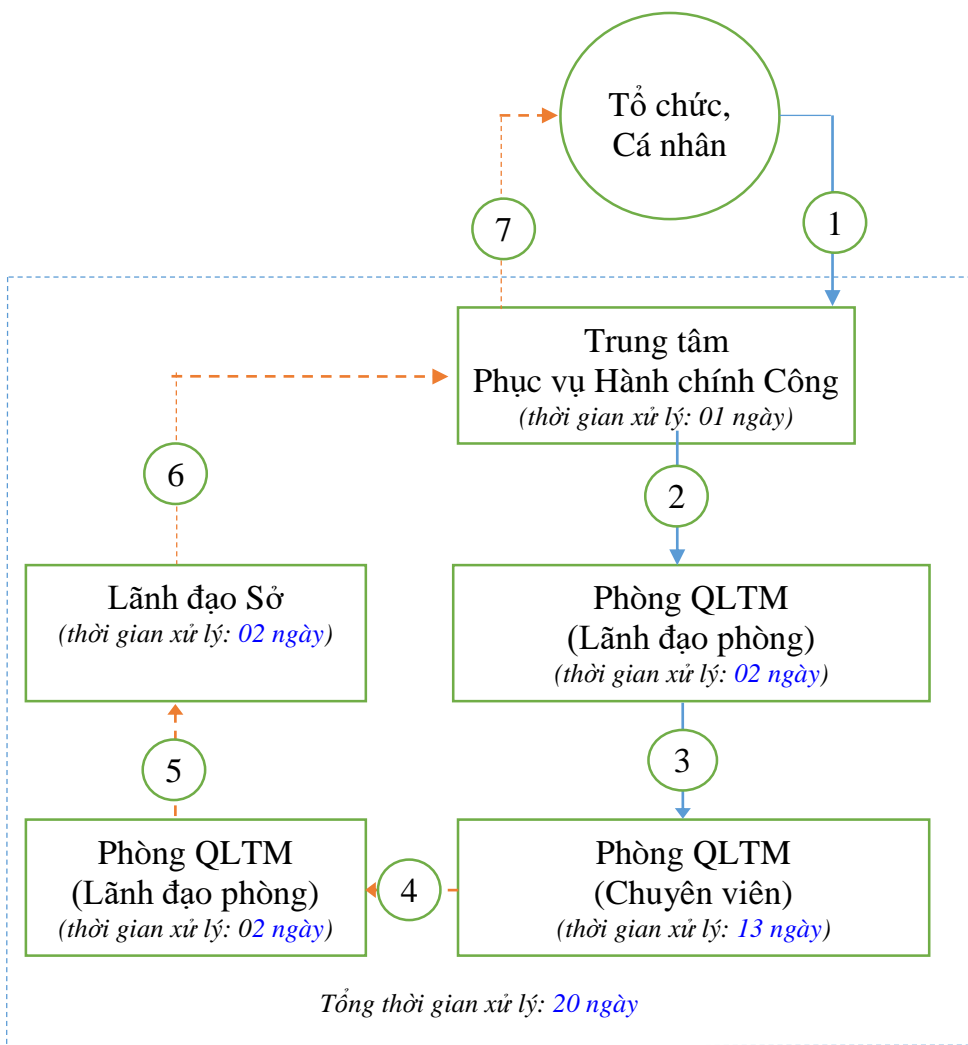 Tổ chức,
Cá nhân
7
1
Trung tâm
Phục vụ Hành chính Công
(thời gian xử lý: 01 ngày)
6
2
Lãnh đạo Sở
(thời gian xử lý: 02 ngày)
Phòng QLTM
(Lãnh đạo phòng)
(thời gian xử lý: 02 ngày)
5
3
Phòng QLTM
(Lãnh đạo phòng)
(thời gian xử lý: 02 ngày)
4
Phòng QLTM
(Chuyên viên)
(thời gian xử lý: 13 ngày)
Tổng thời gian xử lý: 20 ngày